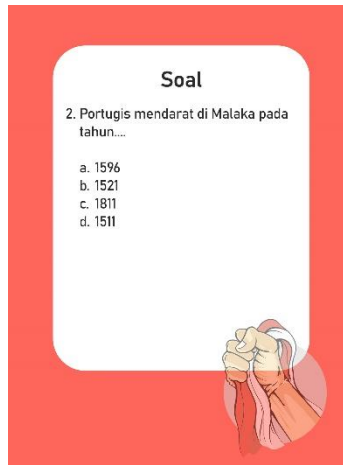 Soal
2. Portugis mendarat di Malaka pada
tahun....
a. 1596
b. 1521
c. 1811
d. 1511